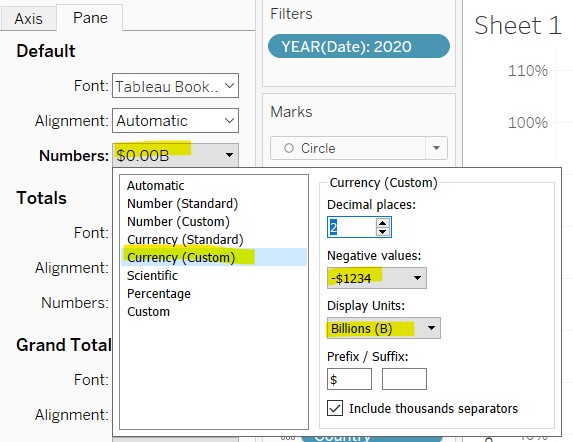 Axis
Pane
Default
Font:
Tableau Book..
Alignment:
Automatic
Numbers:
$0.00B
Totals
Font:
Alignment:
Numbers:
Grand Total
Font:
Alignment:
Automatic
Number (Standard)
Number (Custom)
Currency (Standard)
Currency (Custom)
Scientific
Percentage
Custom
Currency (Custom)
Decimal places:
2
Negative values:
-$1234
Display Units:
Billions (B)
Prefix / Suffix:
$
Include thousands separators
Filters
YEAR(Date): 2020
Marks
Circle
Country
Sheet 1
110%
100%
40%